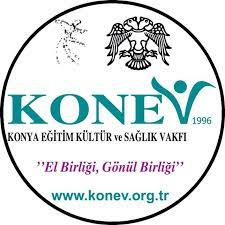 KONEV
1996
KONYA EĞİTİM KÜLTÜR ve SAĞLIK VAKFI
''El Birliği, Gönül Birliği''
www.konev.org.tr